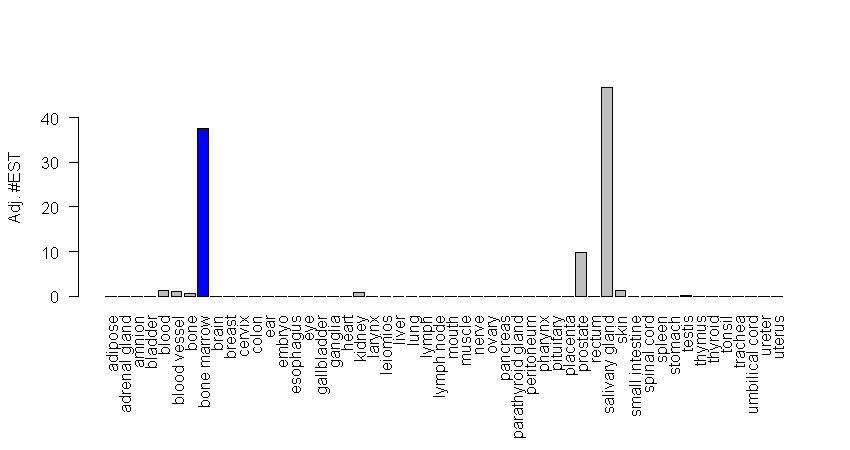 Adj. #EST
40
30
20
10
0
adipose
adrenal gland
amnion
bladder
blood
blood vessel
bone
bone marrow
brain
breast
cervix
colon
ear
embryo
esophagus
eye
gallbladder
ganglia
heart
kidney
larynx
leiomios
liver
lung
lymph
lymph node
mouth
muscle
nerve
ovary
pancreas
parathyroid gland
peritoneum
pharynx
pituitary
placenta
prostate
rectum
salivary gland
skin
small intestine
spinal cord
spleen
stomach
testis
thymus
thyroid
tonsil
trachea
umbilical cord
ureter
uterus